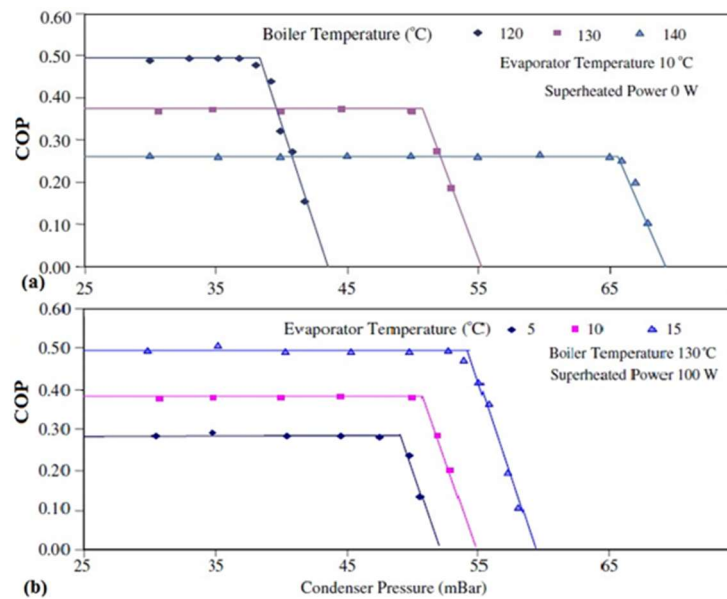 0.50
Boiler Temperature (°C) 120 130 140
Evaporator Temperature 10 °C
0.40
Superheated Power 0 W
COP
0.30
0.20
0.10
0.00
(a)
25 35 45 55 65
0.60
Evaporator Temperature (°C) 5 10 15
0.50
Boiler Temperature 130 °C
Superheated Power 100 W
0.40
COP
0.30
0.20
0.10
0.00
25 35 45 55 65
(b)
Condenser Pressure (mBar)